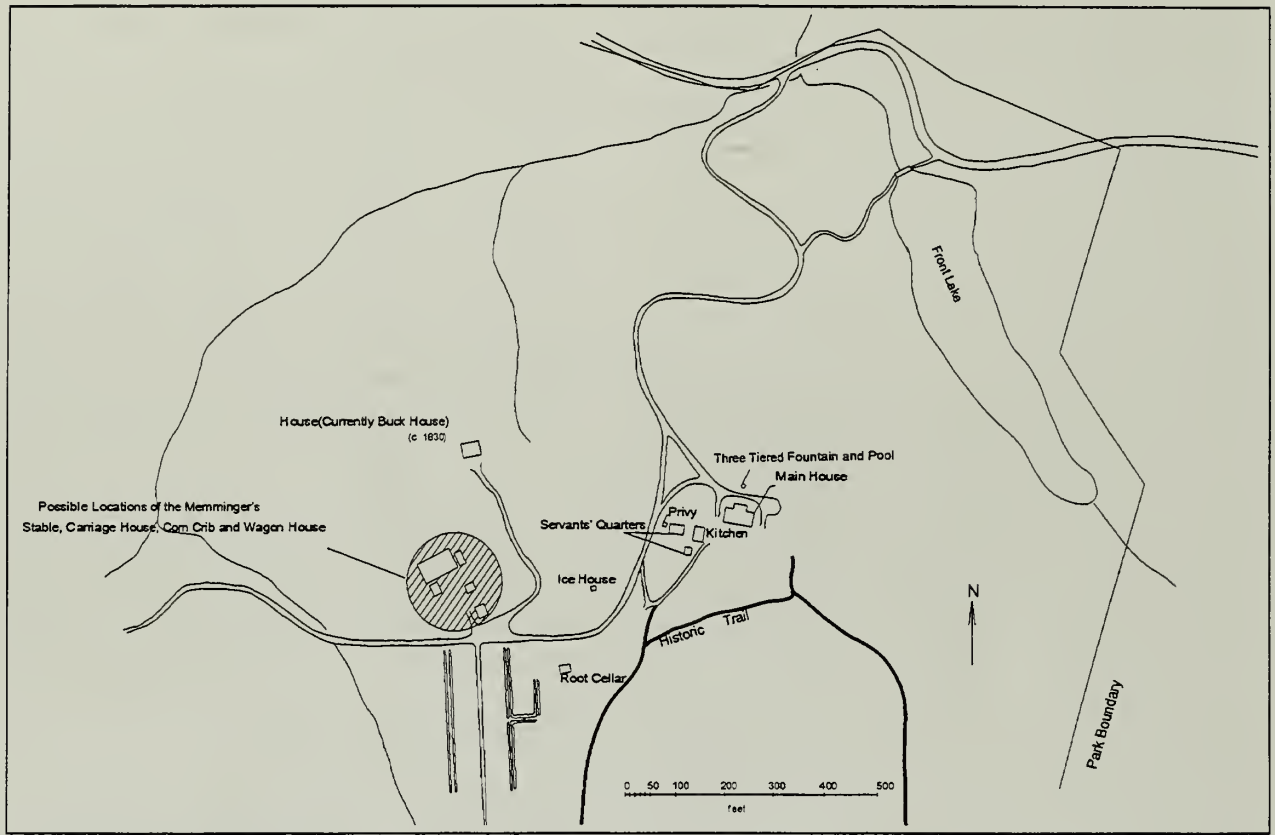 Front Lake
House(Currently Buck House)
(c 1830)
Three Tiered Fountain and Pool
Main House
Possible Locations of the Memminger's
Stable, Carriage House, Corn Crib and Wagon House
Privy
Servants' Quarters
Kitchen
Ice House
N
Historic Trail
Root Cellar
Park Boundary
0 50 100 200 300 400 500
feet